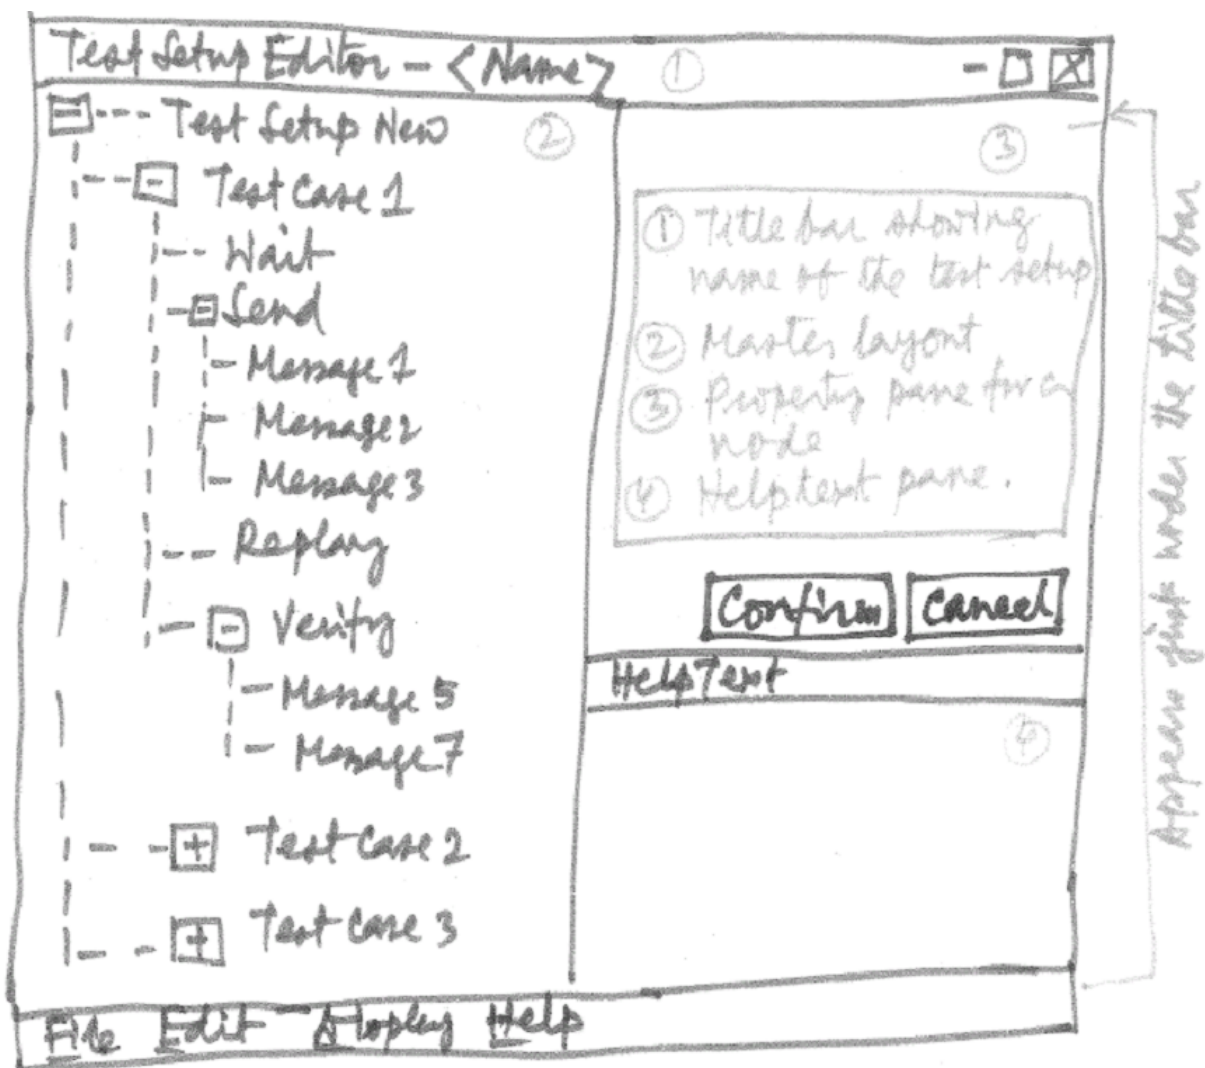 Test Setup Editor - <Name> ①
- □ X
Test Setup New ②
Test Case 1
Wait
Send
Message 1
Message 2
Message 3
Replay
Verify
Message 5
Message 7
Test Case 2
Test Case 3
③
① Title bar showing
name of the test setup
② Master layout
③ Property pane for a
node
④ Helptext pane.
Confirm Cancel
HelpText
④
File Edit Deploy Help
Appears just under the title bar